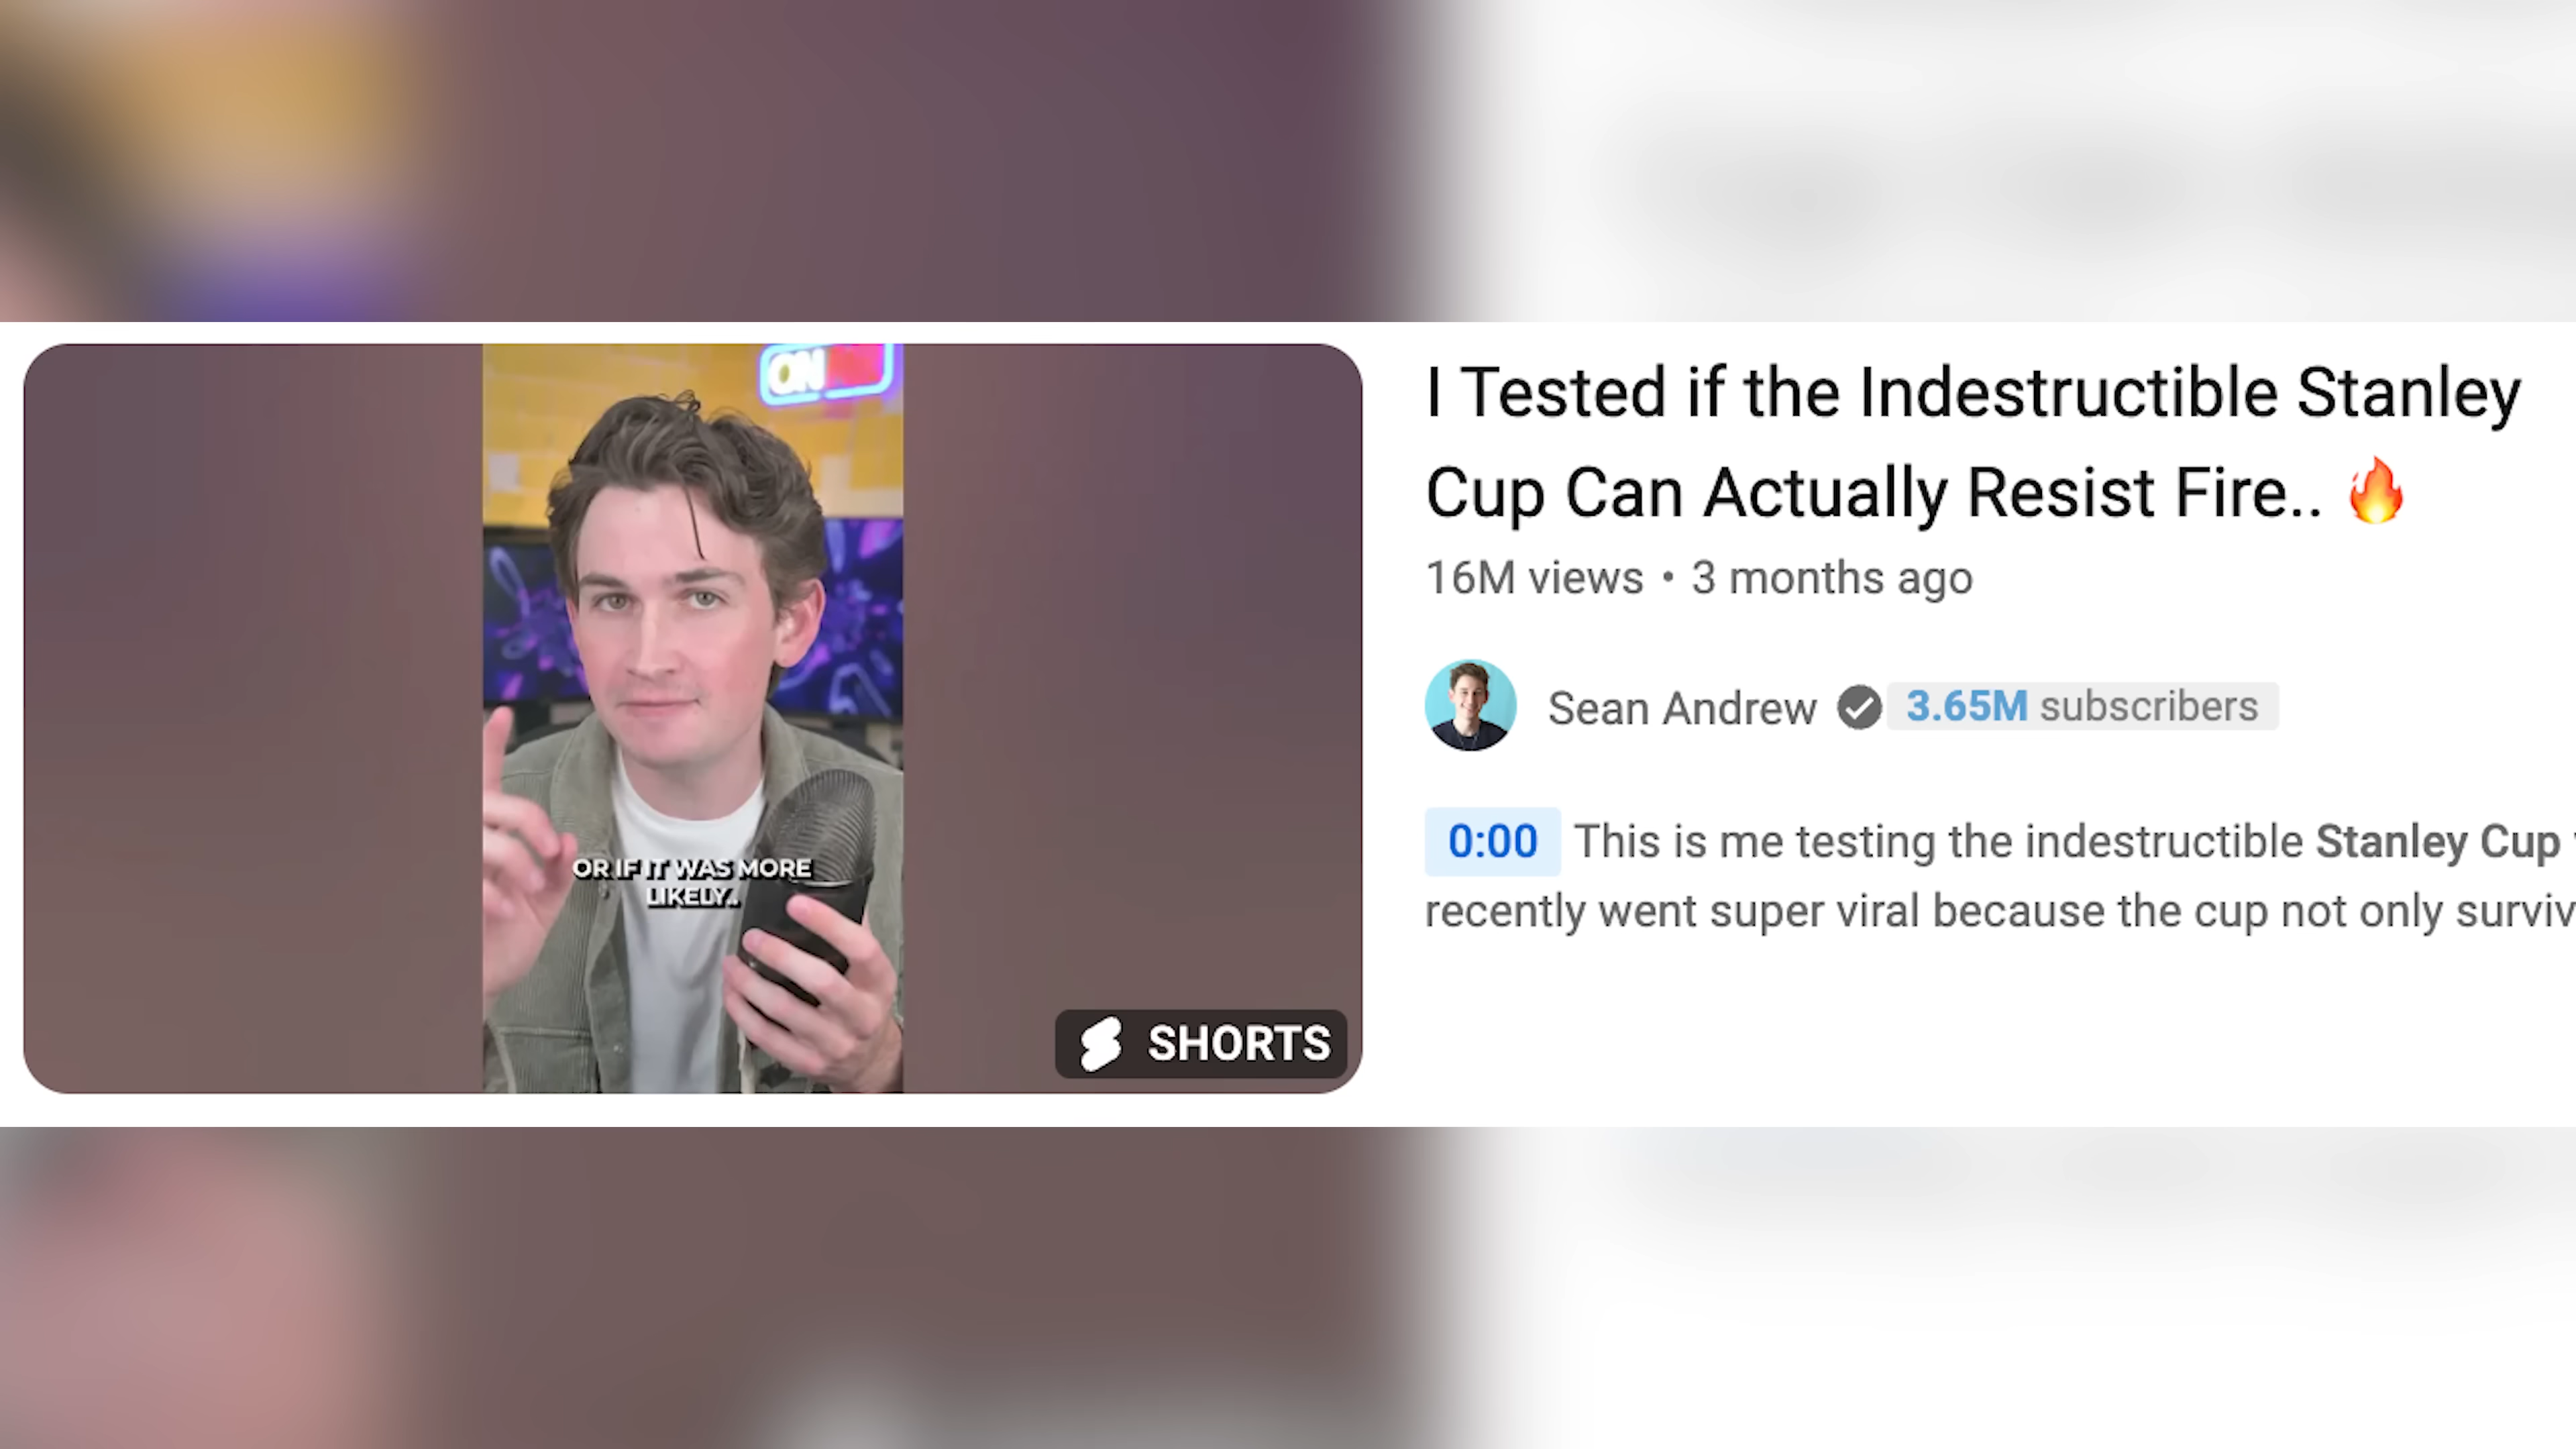 ON
OR IF IT WAS MORE
LIKELY..
SHORTS
I Tested if the Indestructible Stanley
Cup Can Actually Resist Fire.. 🔥
16M views • 3 months ago
Sean Andrew 3.65M subscribers
0:00 This is me testing the indestructible Stanley Cup
recently went super viral because the cup not only surviv